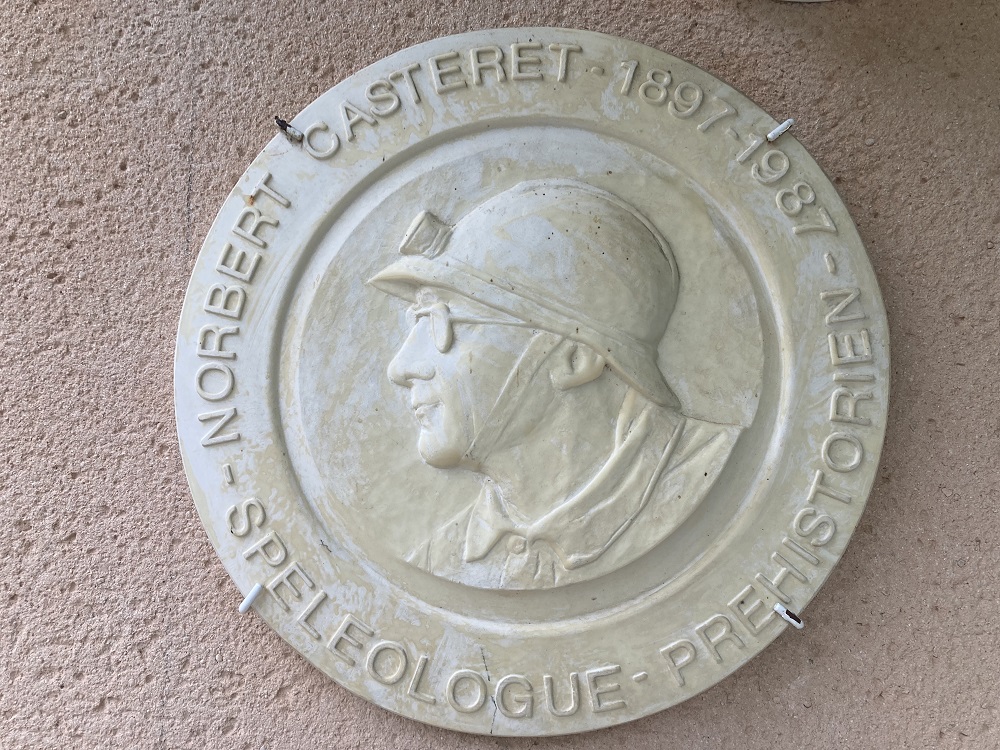 NORBERT CASTERET - 1897-1987 - SPELEOLOGUE - PREHISTORIEN -